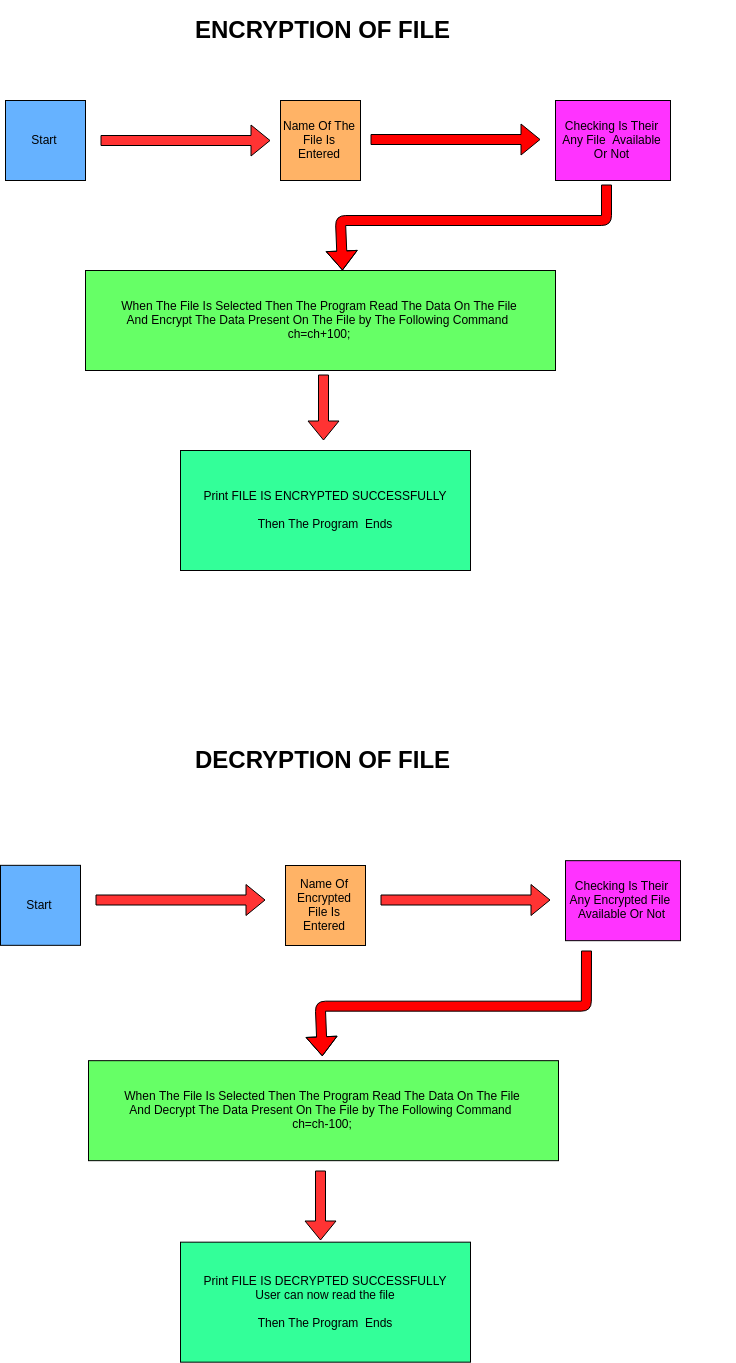 ENCRYPTION OF FILE
Start
Name Of The
File Is
Entered
Checking Is Their
Any File  Available
Or Not
When The File Is Selected Then The Program Read The Data On The File
And Encrypt The Data Present On The File by The Following Command
ch=ch+100;
Print FILE IS ENCRYPTED SUCCESSFULLY
Then The Program  Ends
DECRYPTION OF FILE
Start
Name Of
Encrypted
File Is
Entered
Checking Is Their
Any Encrypted File
Available Or Not
When The File Is Selected Then The Program Read The Data On The File
And Decrypt The Data Present On The File by The Following Command
ch=ch-100;
Print FILE IS DECRYPTED SUCCESSFULLY
User can now read the file
Then The Program  Ends